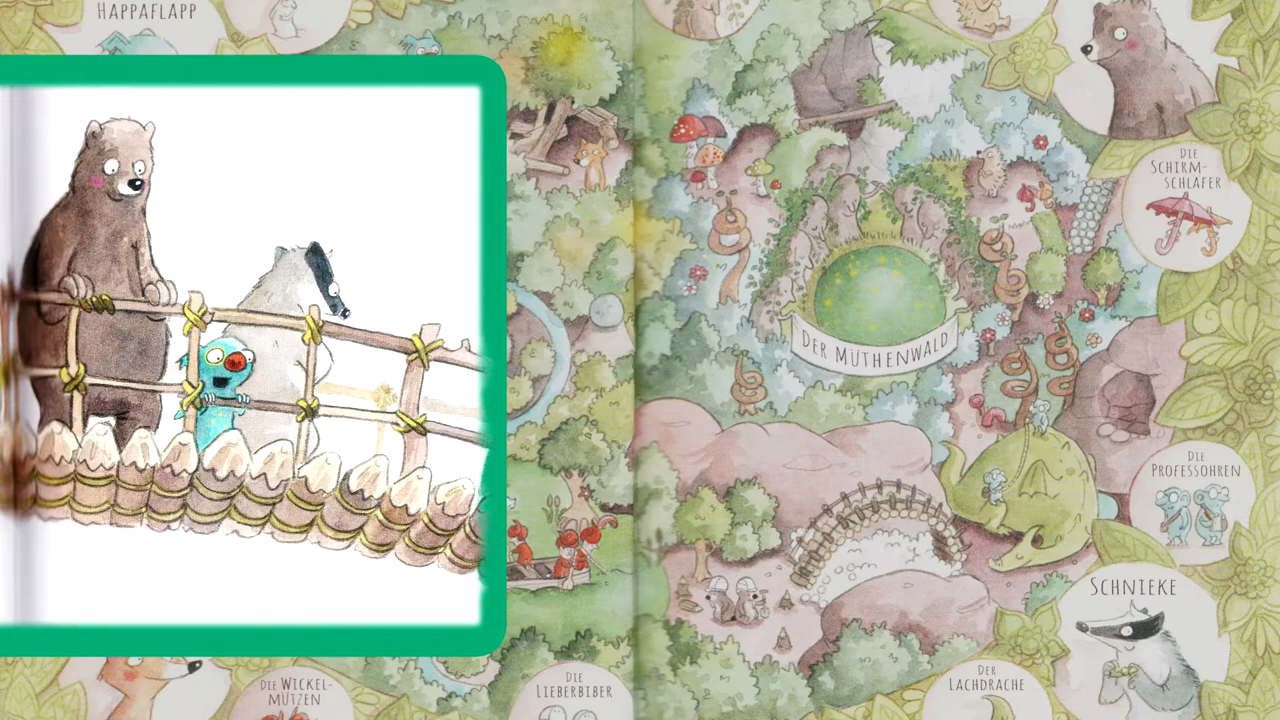 HAPPAFLAPP
DIE
SCHIRM-
SCHLÄFER
DER MUTHENWALD
DIE
PROFESSOHREN
SCHNIEKE
DIE WICKEL-
MÜTZEN
DIE
LIEBERBIBER
DER
LACHDRACHE